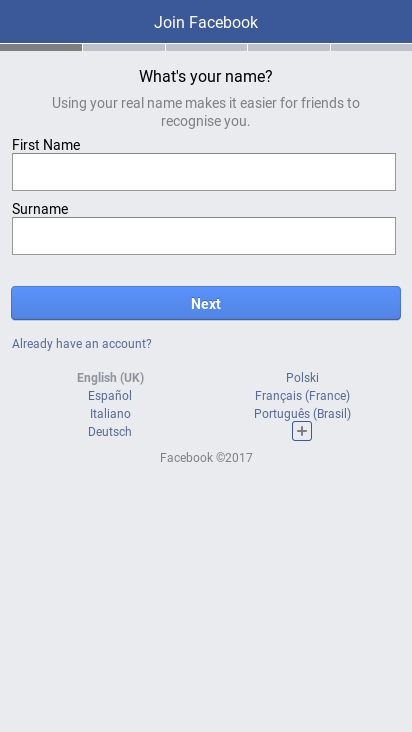 Join Facebook
What's your name?
Using your real name makes it easier for friends to
recognise you.
First Name
Surname
Next
Already have an account?
English (UK)
Polski
Español
Français (France)
Italiano
Português (Brasil)
Deutsch
Facebook ©2017